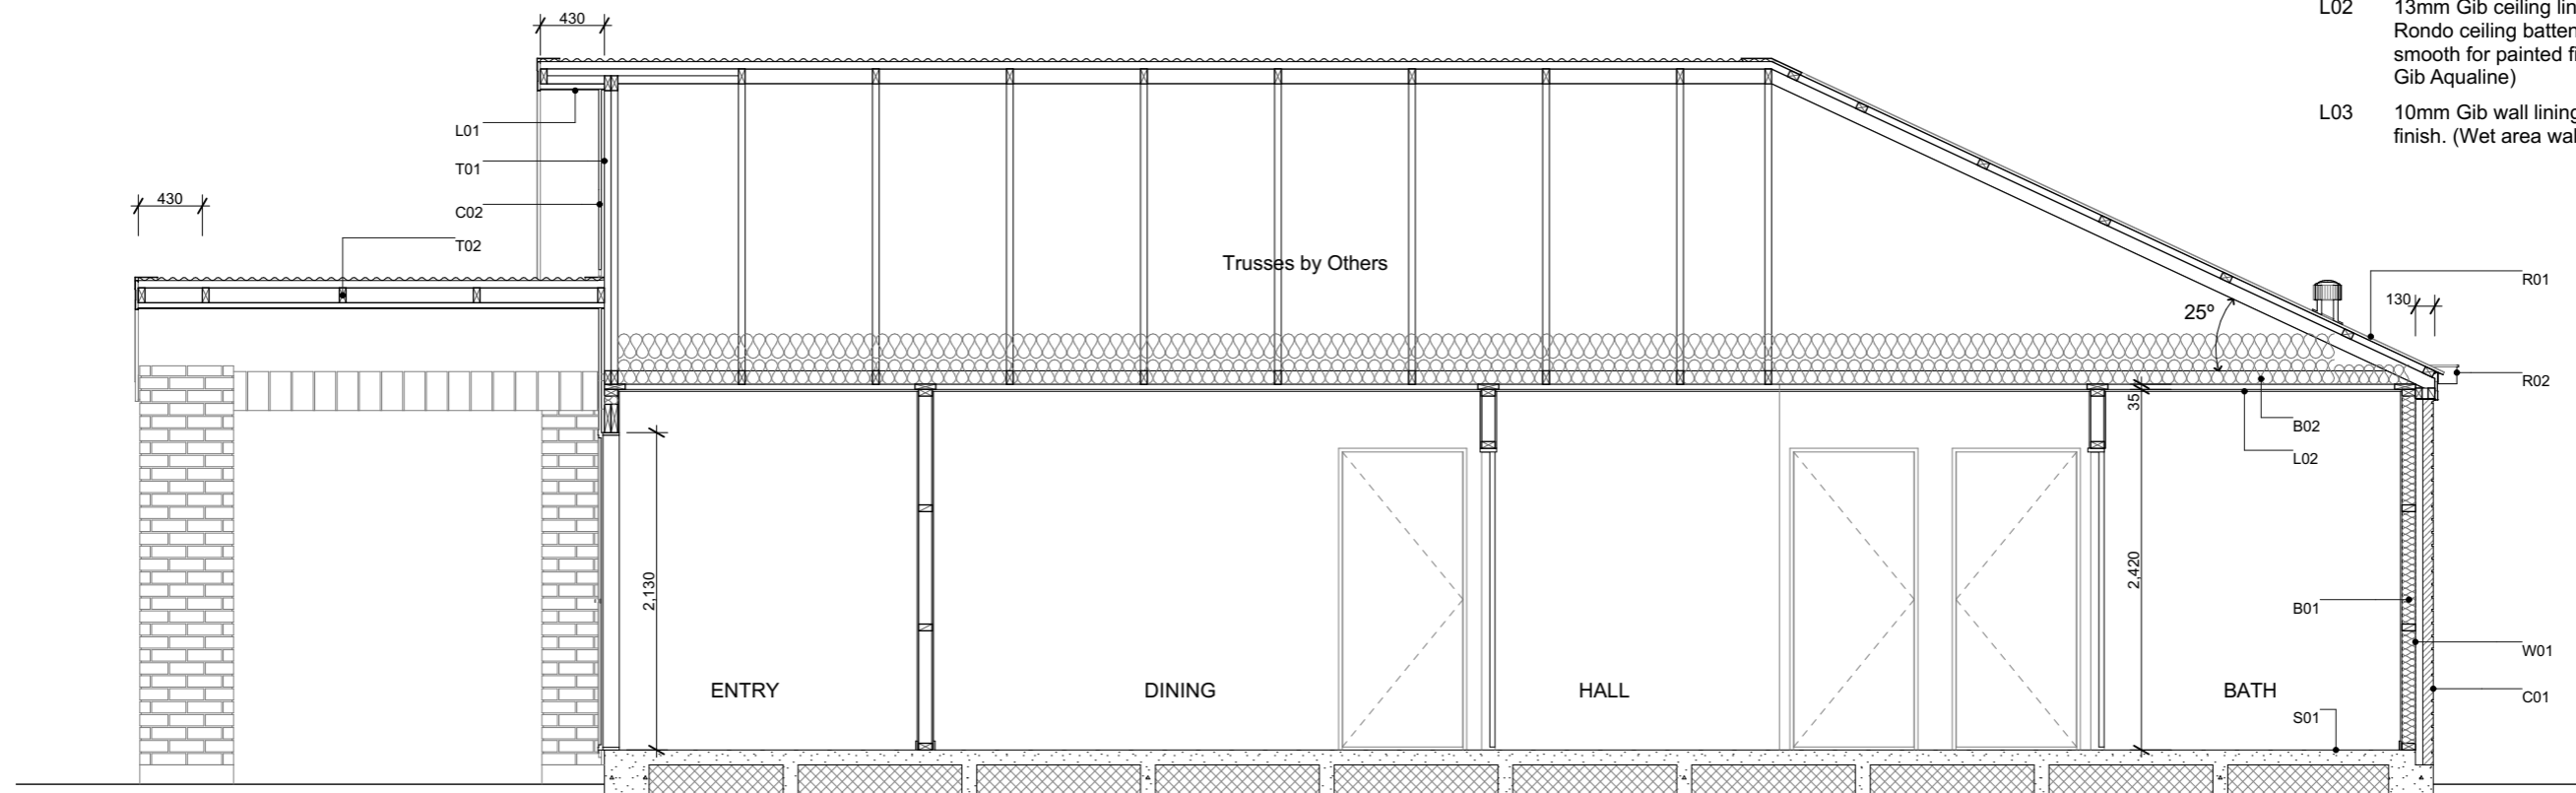 430
L02 13mm Gib ceiling lin
Rondo ceiling batten
smooth for painted fi
Gib Aqualine)
L03 10mm Gib wall lining
finish. (Wet area wal
L01
T01
430
C02
T02
Trusses by Others
R01
130
25º
R02
35
B02
L02
2,130
2,420
B01
W01
ENTRY
DINING
HALL
BATH
C01
S01